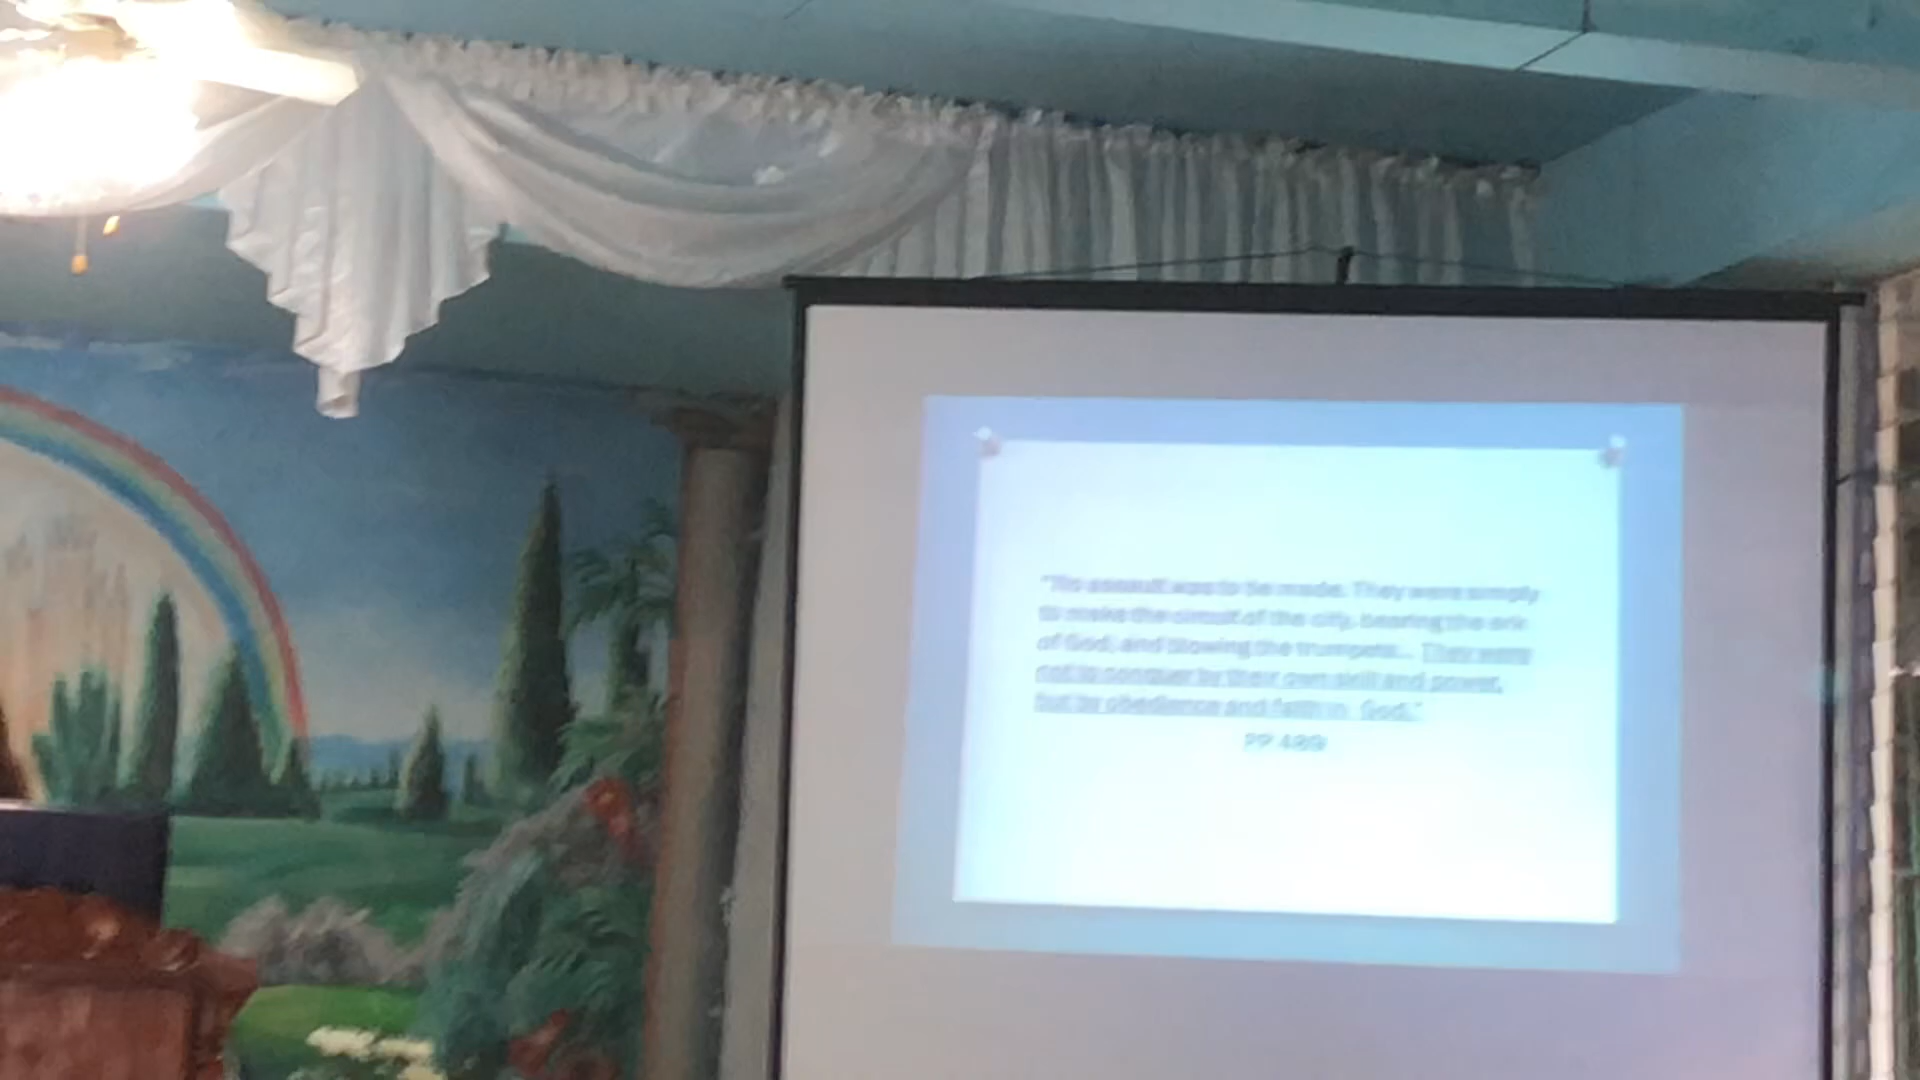 "No assault was to be made. They were simply
to make the circuit of the city, bearing the ark
of God, and blowing the trumpets... They were
not to conquer by their own skill and power,
but by obedience and faith in God."
PP 489